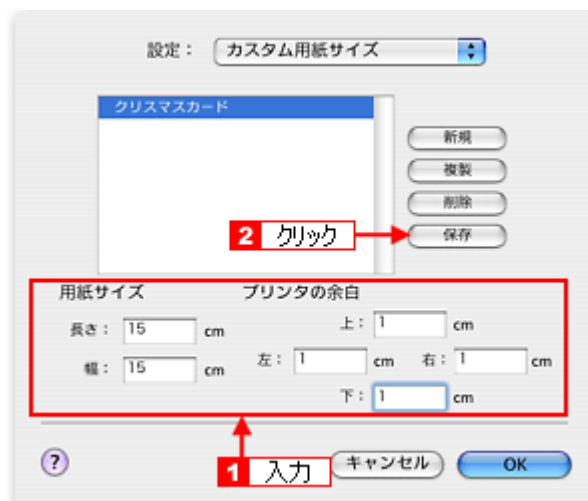 設定： カスタム用紙サイズ
クリスマスカード
新規
複製
削除
2 クリック
保存
用紙サイズ プリンタの余白
長さ： 15 cm
上： 1 cm
幅： 15 cm
左： 1 cm 右： 1 cm
下： 1 cm
? 1 入力 キャンセル OK